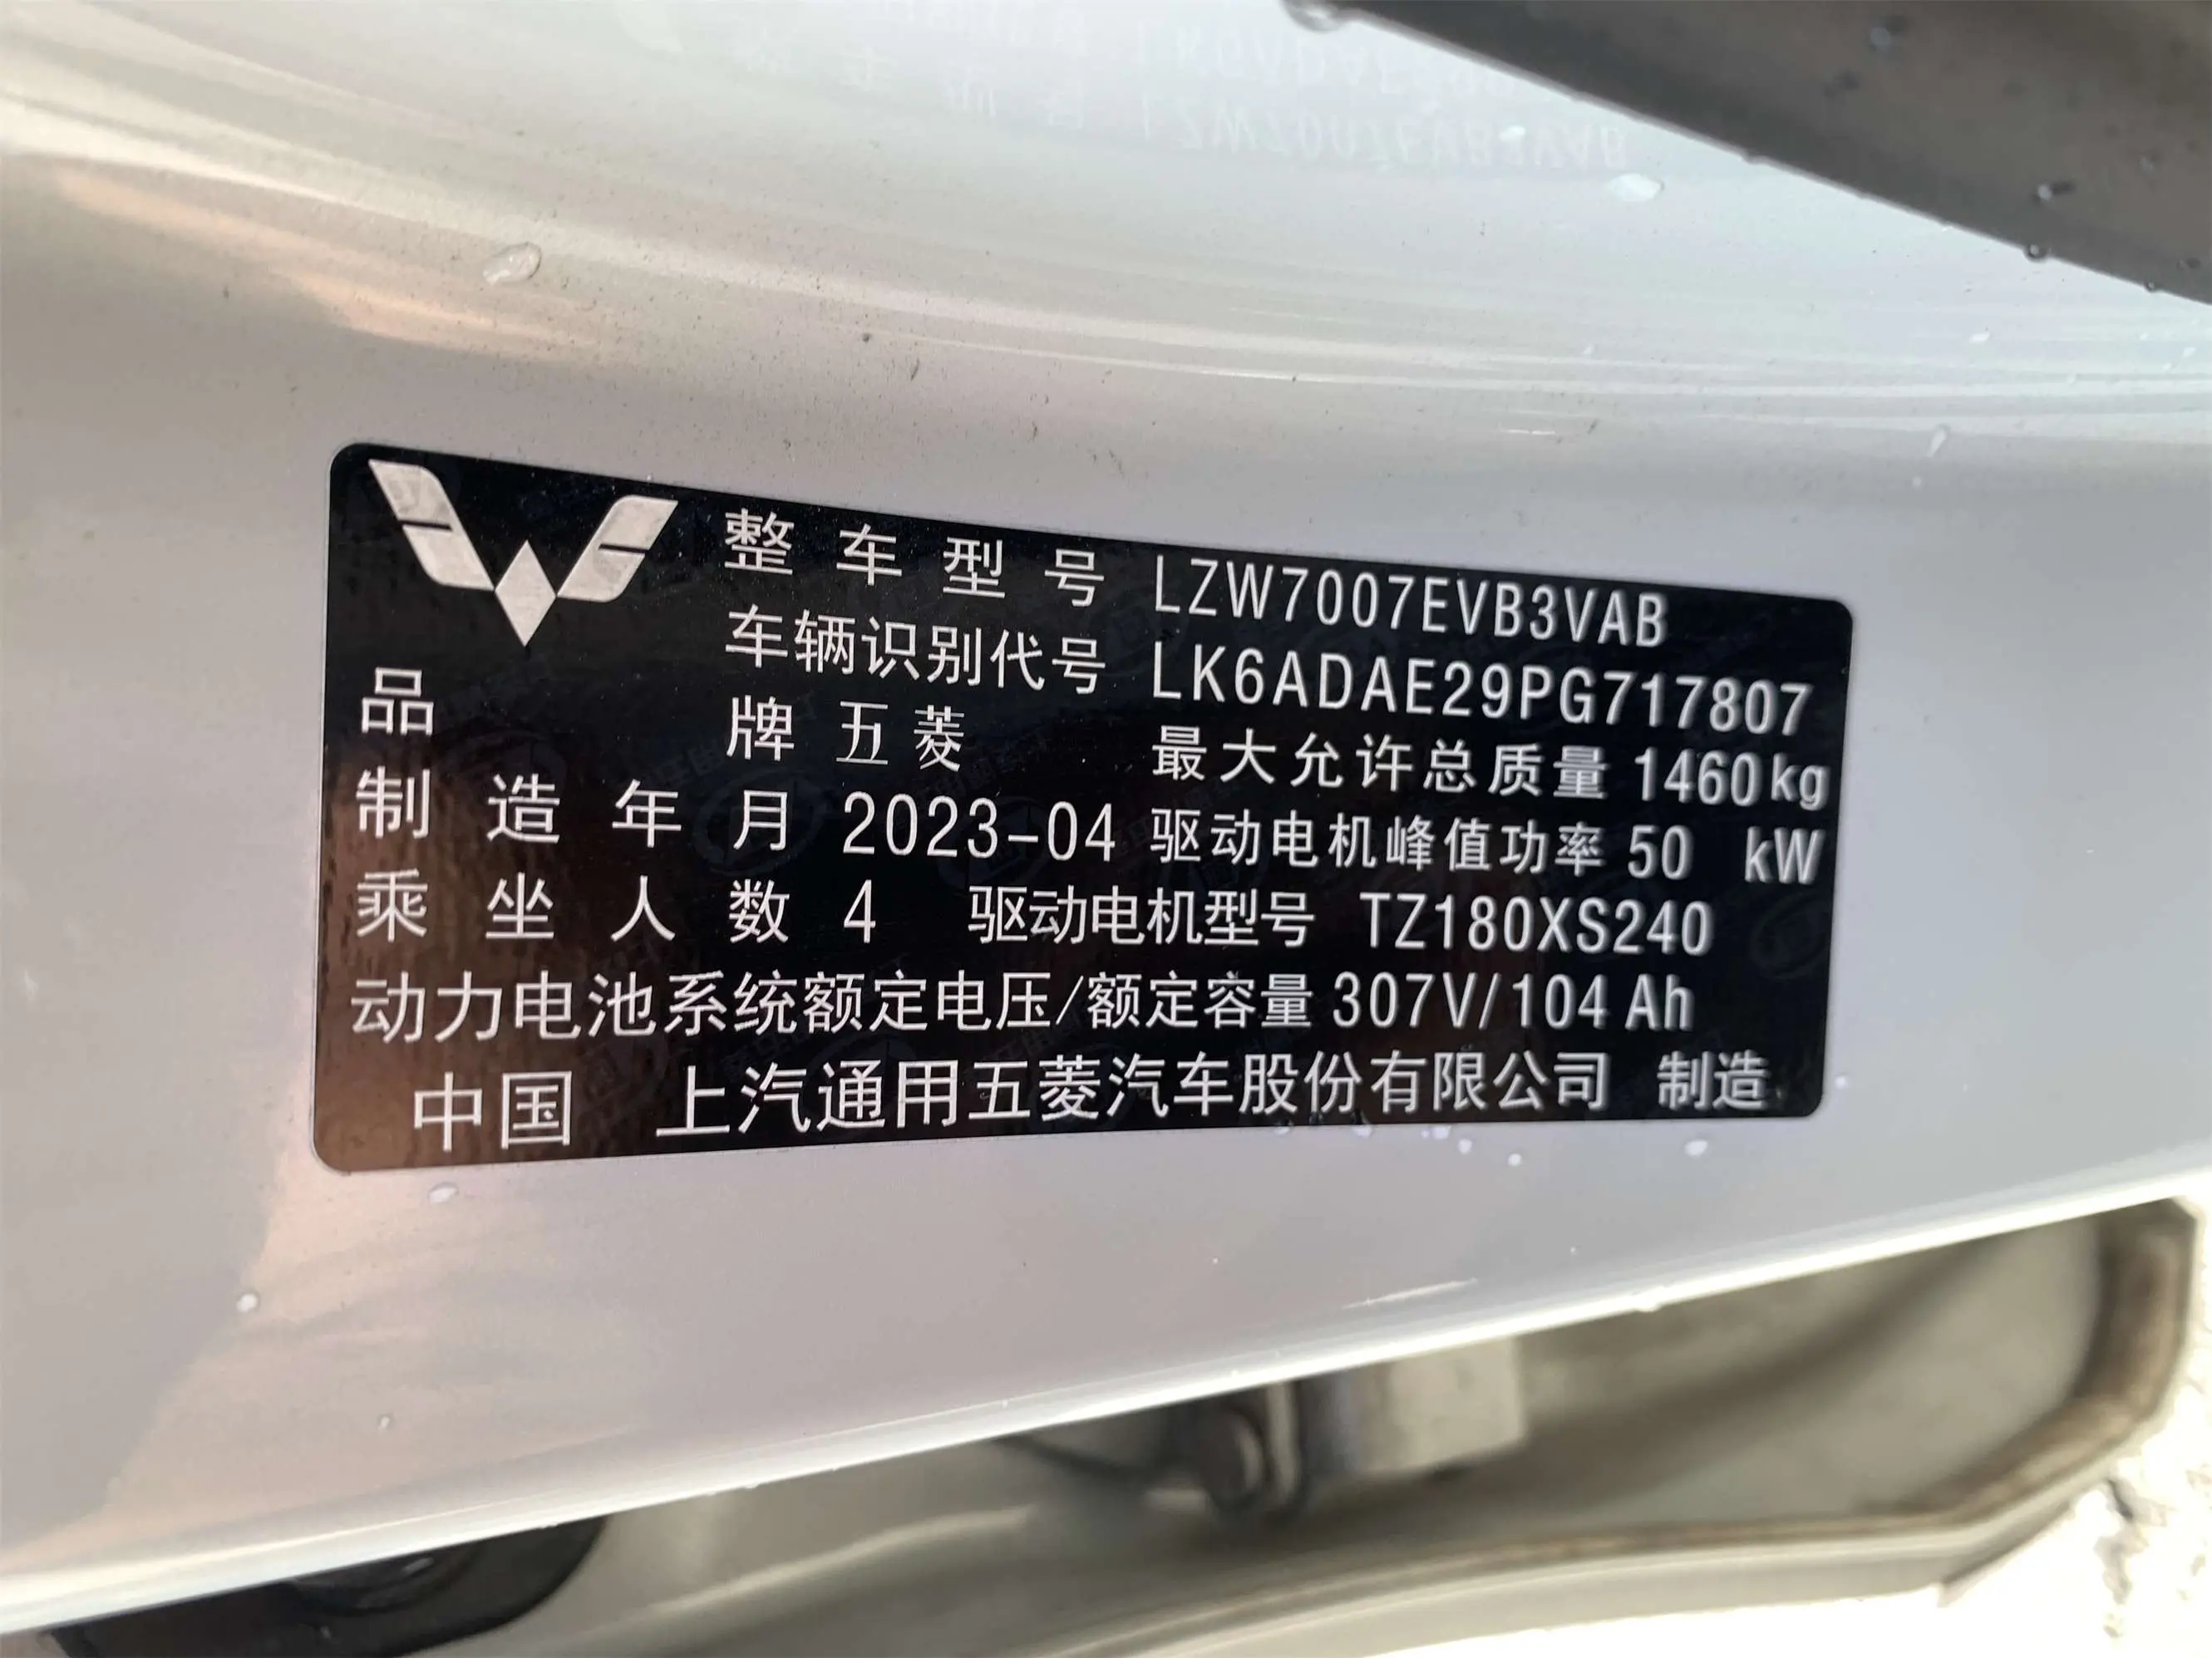 整车型号 LZW7007EVB3VAB
车辆识别代号 LK6ADAE29PG717807
品牌 五菱 最大允许总质量 1460kg
制造年月 2023-04 驱动电机峰值功率 50 kW
乘坐人数 4 驱动电机型号 TZ180XS240
动力电池系统额定电压/额定容量 307V/104 Ah
中国 上汽通用五菱汽车股份有限公司 制造